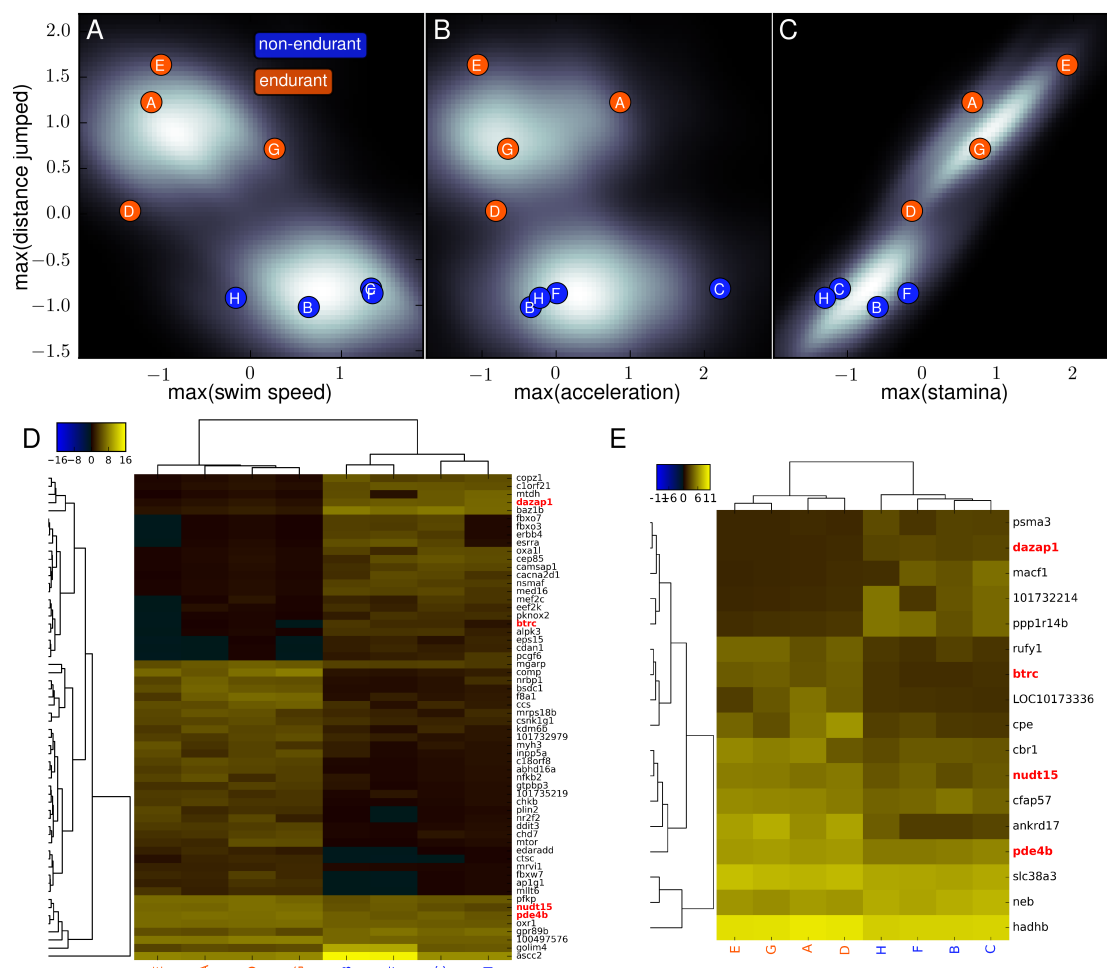 A
B
C
non-endurant
endurant
max(distance jumped)
2.0
1.5
1.0
0.5
0.0
−0.5
−1.0
−1.5
E
A
G
D
H
B
C
F
E
A
G
D
B
H
F
C
E
A
G
D
H
C
B
F
−1
0
1
max(swim speed)
−1
0
1
2
max(acceleration)
−1
0
1
2
max(stamina)
D
−16
−8
0
8
16
copz1
c1orf21
mtdh
dazap1
baz1b
fbxo7
fbxo3
erbb4
esrra
oxa1l
cep85
camsap1
cacna2d1
nsmaf
med16
mef2c
eef2k
pknox2
btrc
alpk3
eps15
cdan1
pcgf6
mgarp
comp
nrbp1
bsdc1
f8a1
ccs
mrps18b
csnk1g1
kdm6b
101732979
myh3
inpp5a
c18orf8
abhd16a
nfkb2
gtpbp3
101735219
chkb
plin2
nr2f2
ddit3
chd7
mtor
edaradd
ctsc
mrvi1
fbxw7
ap1g1
mllt6
pfkp
nudt15
pde4b
oxr1
gpr89b
100497576
golim4
ascc2
E
-11
-6
0
6
11
psma3
dazap1
macf1
101732214
ppp1r14b
rufy1
btrc
LOC10173336
cpe
cbr1
nudt15
cfap57
ankrd17
pde4b
slc38a3
neb
hadhb
E
G
A
D
H
F
B
C